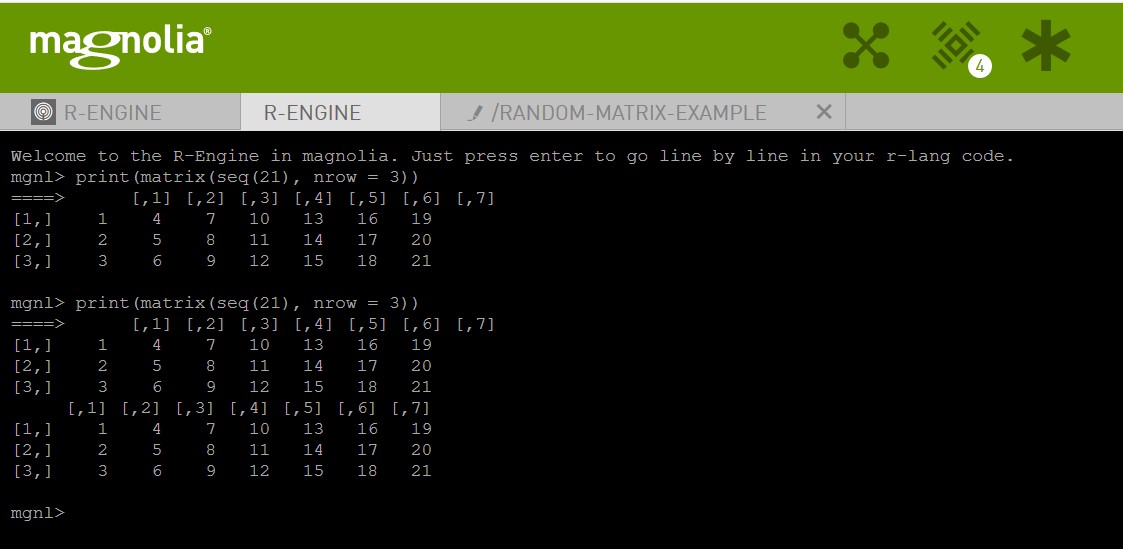 magnolia®
4
R-ENGINE R-ENGINE /RANDOM-MATRIX-EXAMPLE
Welcome to the R-Engine in magnolia. Just press enter to go line by line in your r-lang code.
mgnl> print(matrix(seq(21), nrow = 3))
====>      [,1] [,2] [,3] [,4] [,5] [,6] [,7]
[1,]    1    4    7   10   13   16   19
[2,]    2    5    8   11   14   17   20
[3,]    3    6    9   12   15   18   21
mgnl> print(matrix(seq(21), nrow = 3))
====>      [,1] [,2] [,3] [,4] [,5] [,6] [,7]
[1,]    1    4    7   10   13   16   19
[2,]    2    5    8   11   14   17   20
[3,]    3    6    9   12   15   18   21
     [,1] [,2] [,3] [,4] [,5] [,6] [,7]
[1,]    1    4    7   10   13   16   19
[2,]    2    5    8   11   14   17   20
[3,]    3    6    9   12   15   18   21
mgnl>